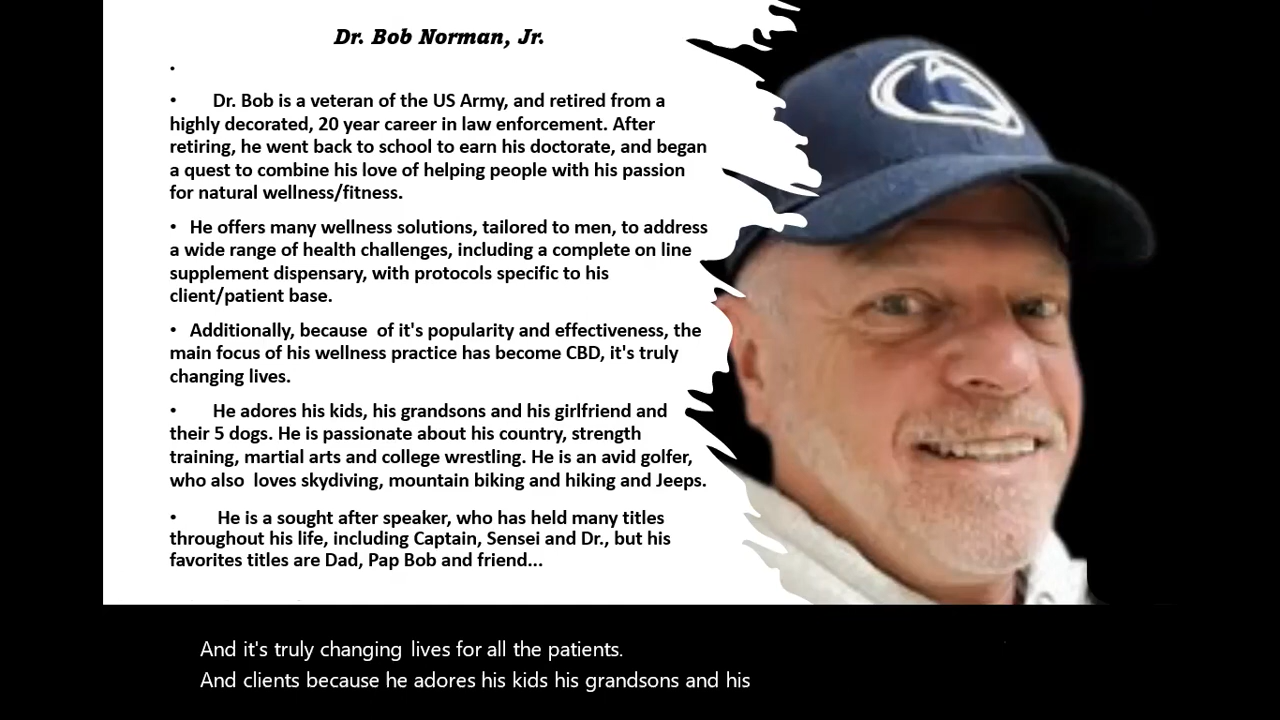 Dr. Bob Norman, Jr.
•
• Dr. Bob is a veteran of the US Army, and retired from a
highly decorated, 20 year career in law enforcement. After
retiring, he went back to school to earn his doctorate, and began
a quest to combine his love of helping people with his passion
for natural wellness/fitness.
• He offers many wellness solutions, tailored to men, to address
a wide range of health challenges, including a complete on line
supplement dispensary, with protocols specific to his
client/patient base.
• Additionally, because of it's popularity and effectiveness, the
main focus of his wellness practice has become CBD, it's truly
changing lives.
• He adores his kids, his grandsons and his girlfriend and
their 5 dogs. He is passionate about his country, strength
training, martial arts and college wrestling. He is an avid golfer,
who also loves skydiving, mountain biking and hiking and Jeeps.
• He is a sought after speaker, who has held many titles
throughout his life, including Captain, Sensei and Dr., but his
favorites titles are Dad, Pap Bob and friend...
And it's truly changing lives for all the patients.
And clients because he adores his kids his grandsons and his